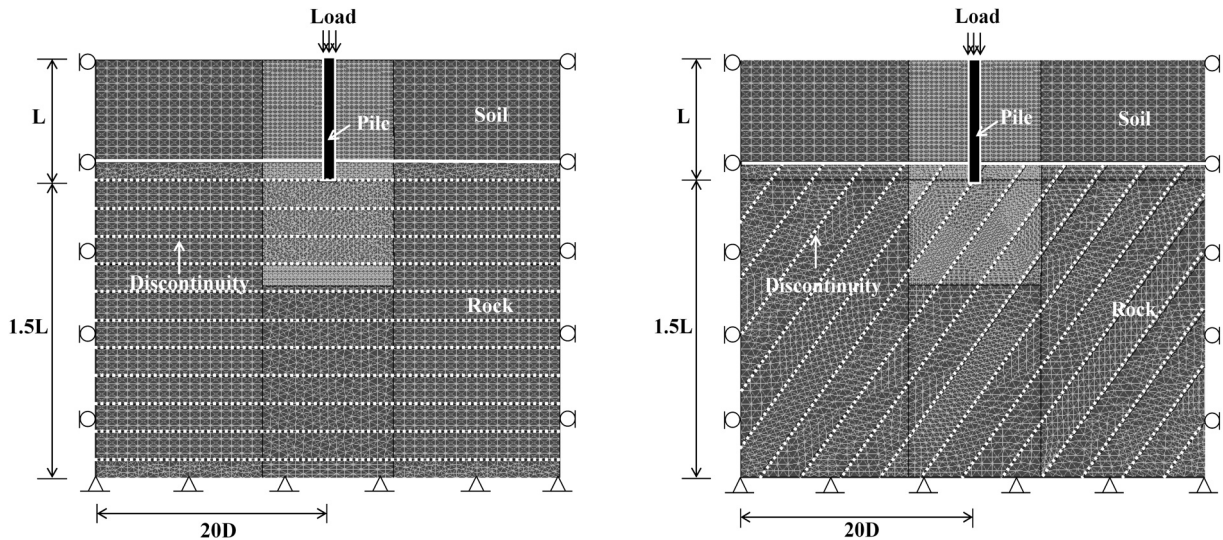 Load
L
Soil
Pile
Discontinuity
Rock
1.5L
20D
Load
L
Soil
Pile
Discontinuity
Rock
1.5L
20D